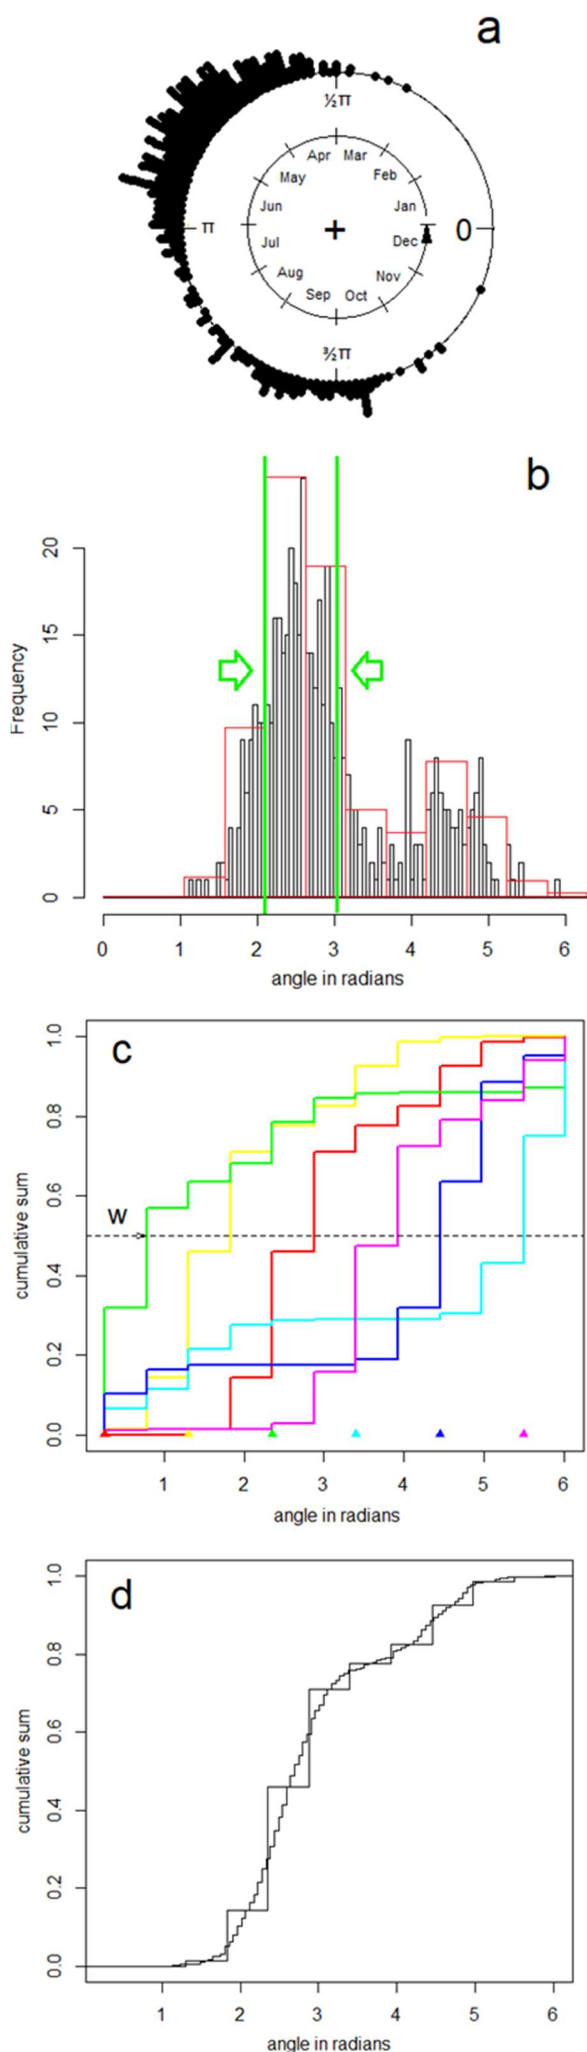 a
½π
Apr Mar
May Feb
Jun Jan
π + 0
Jul Dec
Aug Nov
Sep Oct
³⁄₂π
b
Frequency
20
15
10
5
0
0 1 2 3 4 5 6
angle in radians
c
cumulative sum
1.0
0.8
0.6
w
0.4
0.2
0.0
1 2 3 4 5 6
angle in radians
d
cumulative sum
1.0
0.8
0.6
0.4
0.2
0.0
1 2 3 4 5 6
angle in radians